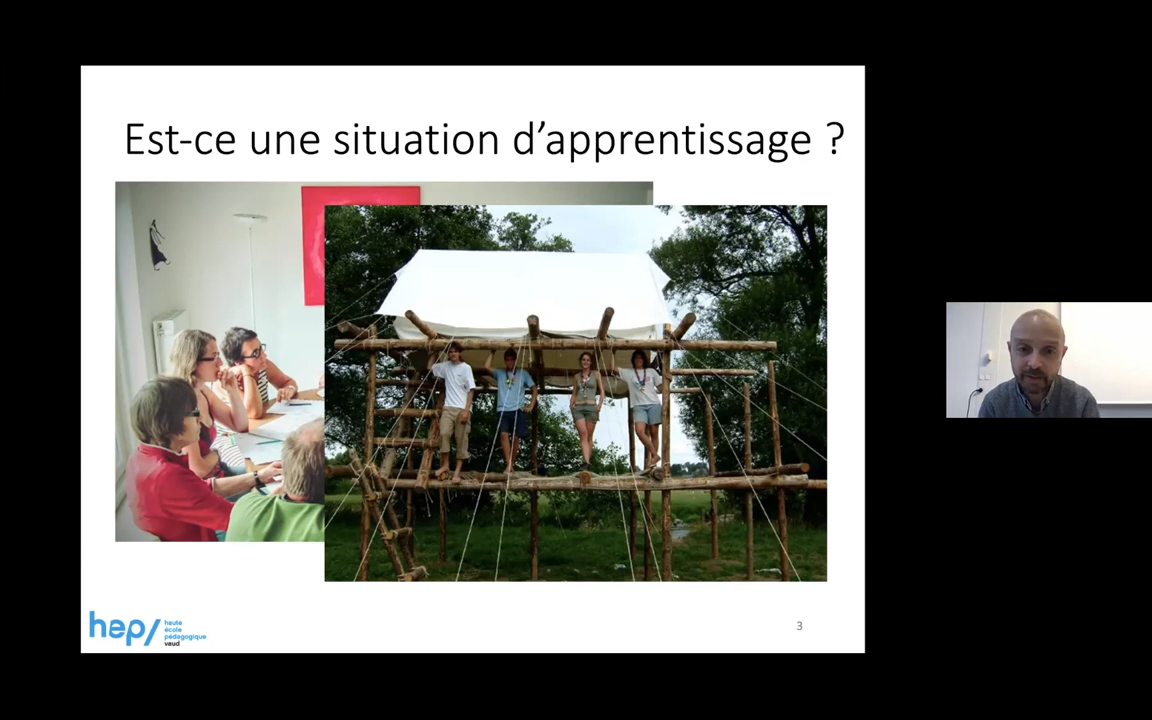 Est-ce une situation d’apprentissage ?
hep/
haute
école
pédagogique
vaud
3